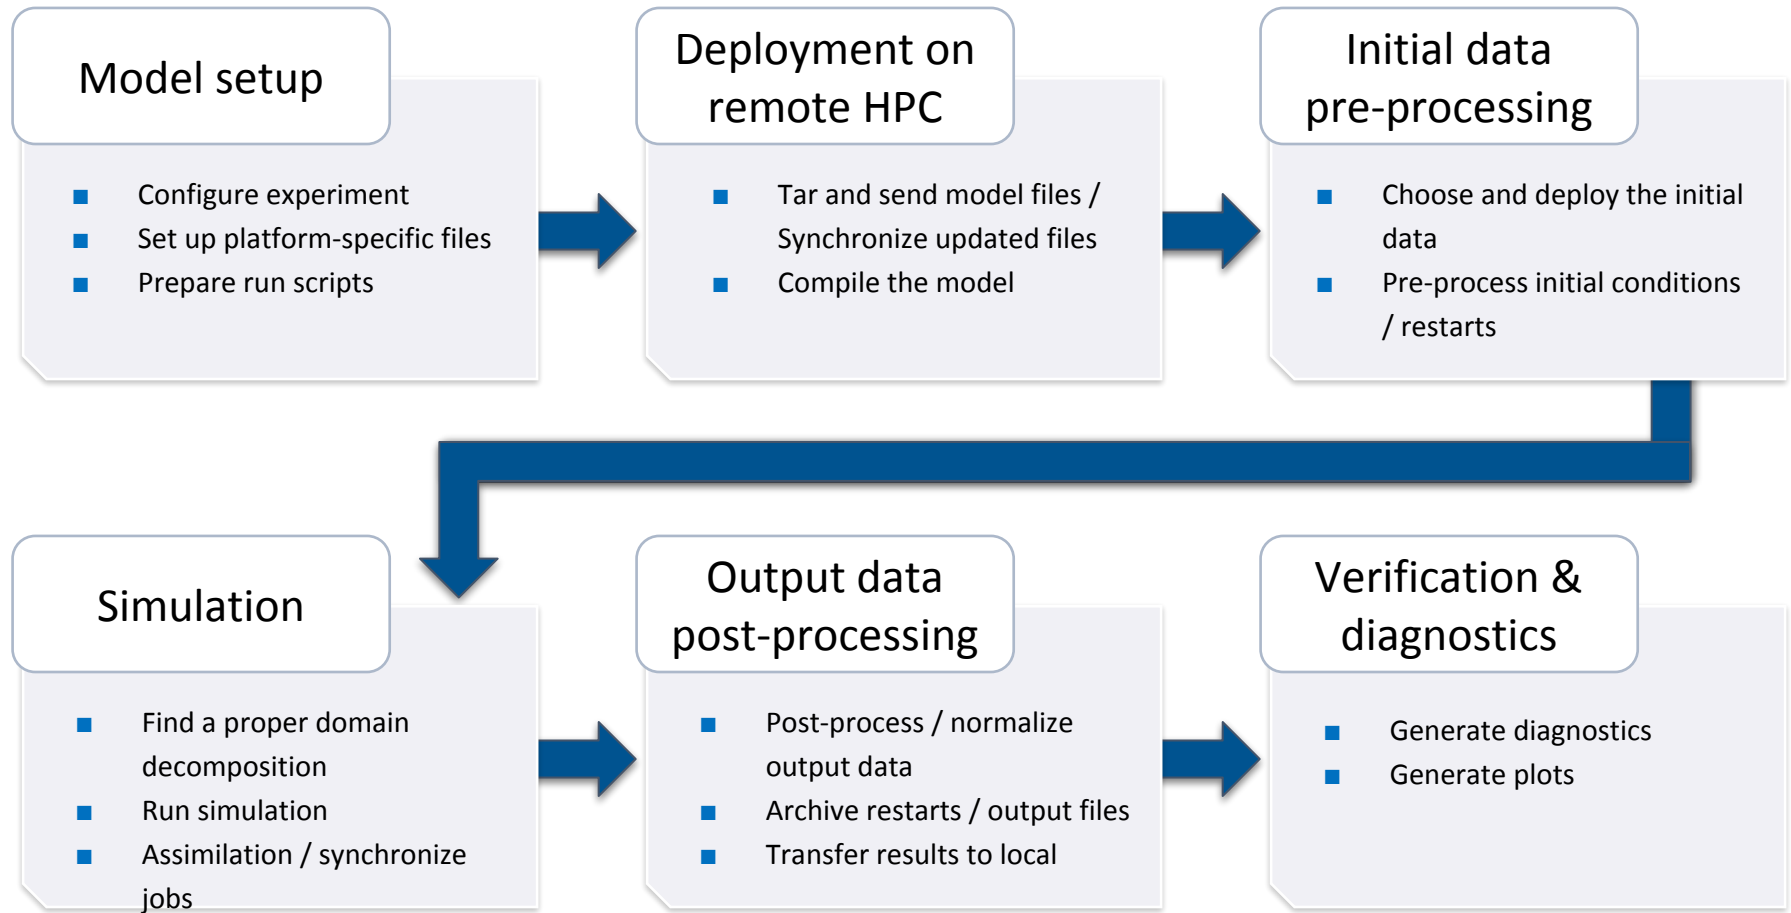 Model setup
■ Configure experiment
■ Set up platform-specific files
■ Prepare run scripts
Deployment on
remote HPC
■ Tar and send model files /
Synchronize updated files
■ Compile the model
Initial data
pre-processing
■ Choose and deploy the initial
data
■ Pre-process initial conditions
/ restarts
Simulation
■ Find a proper domain
decomposition
■ Run simulation
■ Assimilation / synchronize
jobs
Output data
post-processing
■ Post-process / normalize
output data
■ Archive restarts / output files
■ Transfer results to local
Verification &
diagnostics
■ Generate diagnostics
■ Generate plots